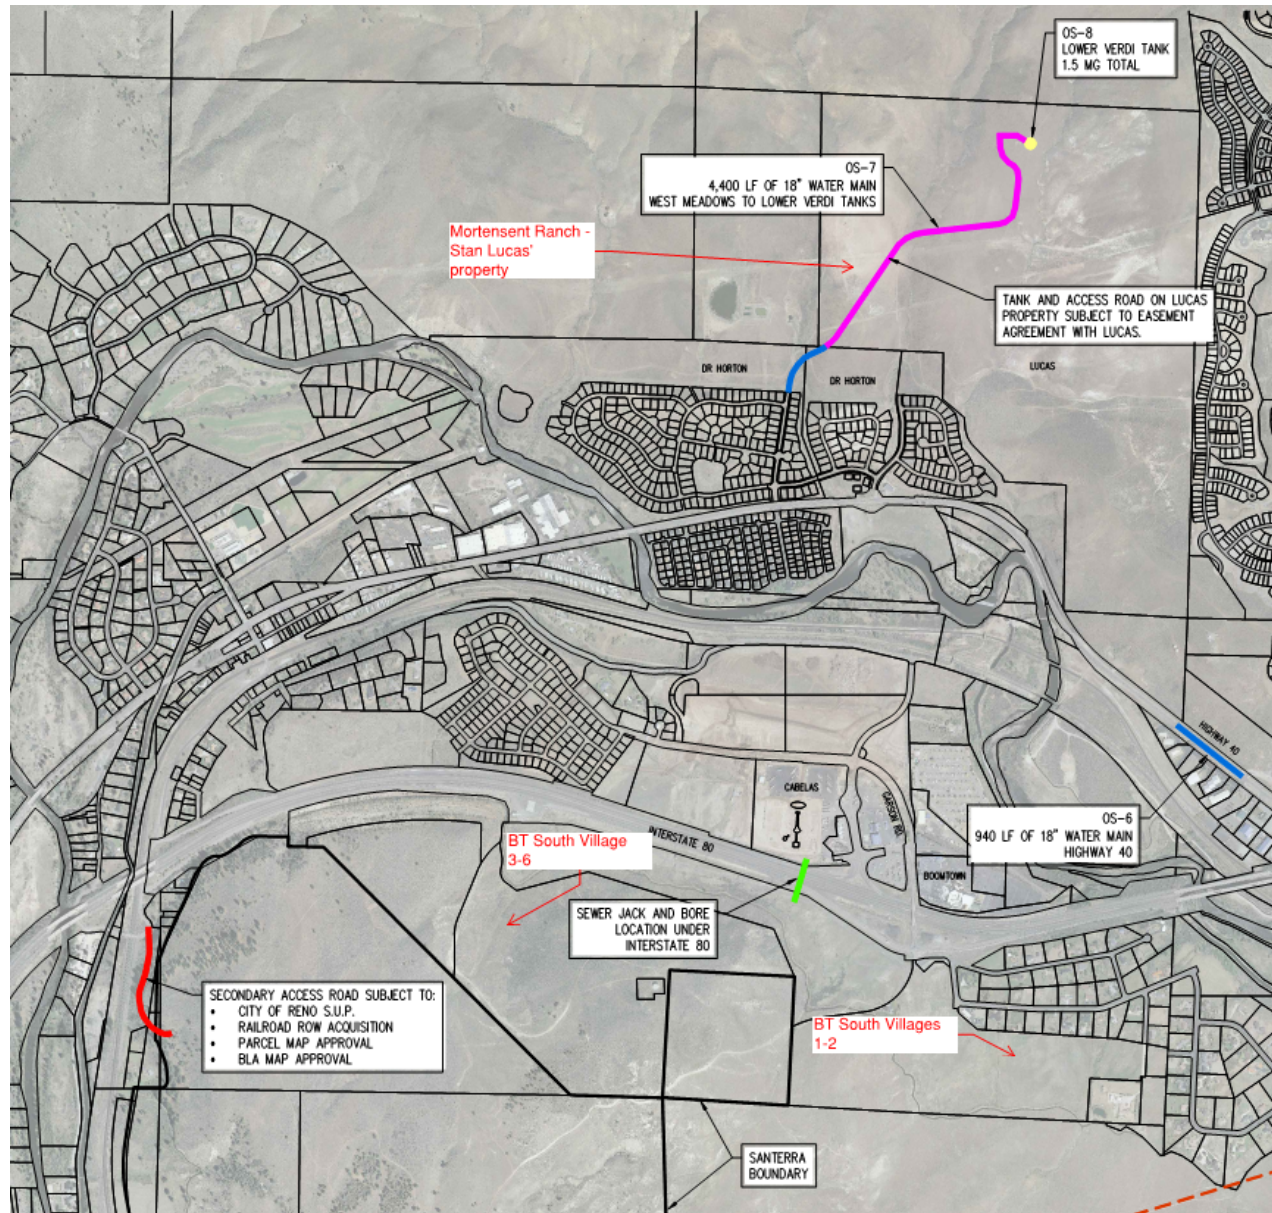 OS-8
LOWER VERDI TANK
1.5 MG TOTAL
OS-7
4,400 LF OF 18" WATER MAIN
WEST MEADOWS TO LOWER VERDI TANKS
Mortensent Ranch -
Stan Lucas'
property
TANK AND ACCESS ROAD ON LUCAS
PROPERTY SUBJECT TO EASEMENT
AGREEMENT WITH LUCAS.
DR HORTON
DR HORTON
LUCAS
HIGHWAY 40
CABELAS
GARSON RD
OS-6
940 LF OF 18" WATER MAIN
HIGHWAY 40
INTERSTATE 80
BT South Village
3-6
BOOMTOWN
SEWER JACK AND BORE
LOCATION UNDER
INTERSTATE 80
SECONDARY ACCESS ROAD SUBJECT TO:
• CITY OF RENO S.U.P.
• RAILROAD ROW ACQUISITION
• PARCEL MAP APPROVAL
• BLA MAP APPROVAL
BT South Villages
1-2
SANTERRA
BOUNDARY